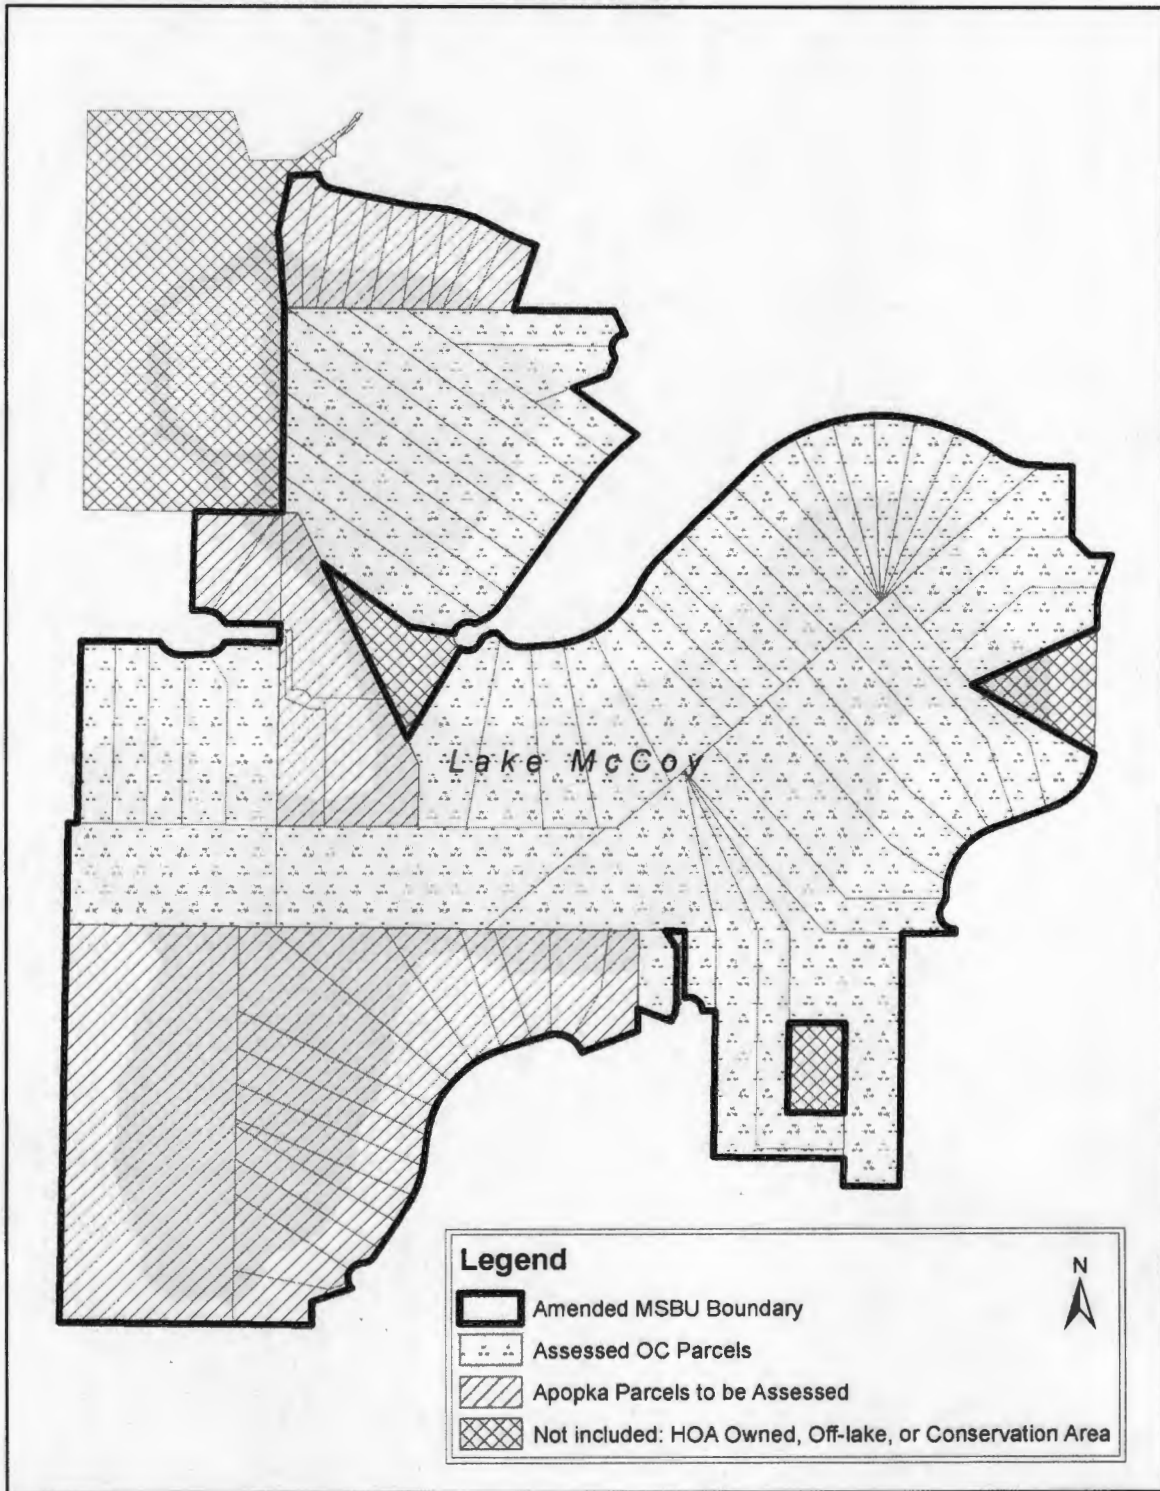 Lake McCoy
Legend
N
Amended MSBU Boundary
Assessed OC Parcels
Apopka Parcels to be Assessed
Not included: HOA Owned, Off-lake, or Conservation Area